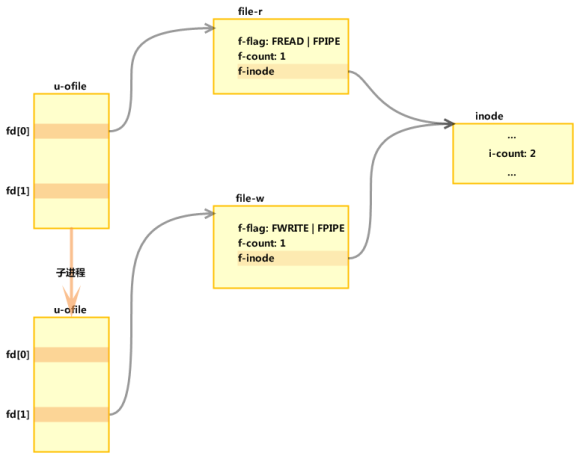 file-r
f-flag: FREAD | FPIPE
f-count: 1
f-inode
u-ofile
fd[0]
fd[1]
inode
...
i-count: 2
...
file-w
f-flag: FWRITE | FPIPE
f-count: 1
f-inode
子进程
u-ofile
fd[0]
fd[1]